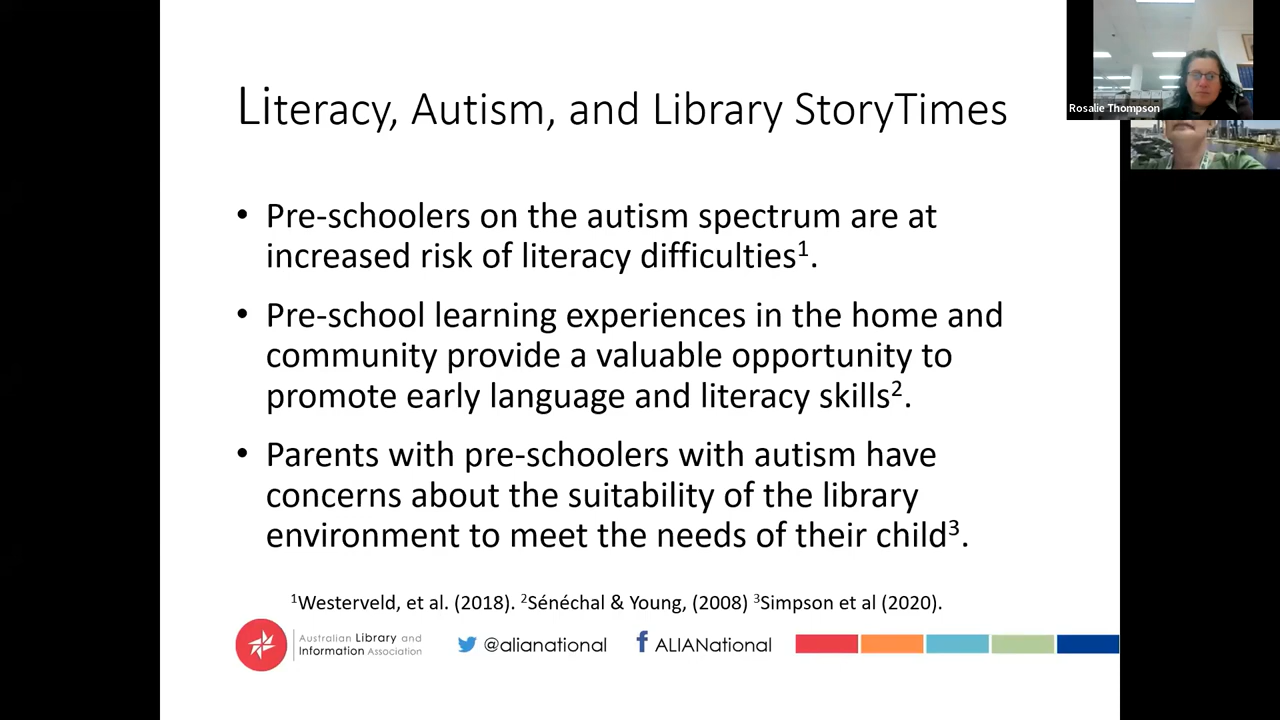 Literacy, Autism, and Library StoryTimes
Rosalie Thompson
• Pre-schoolers on the autism spectrum are at
increased risk of literacy difficulties¹.
• Pre-school learning experiences in the home and
community provide a valuable opportunity to
promote early language and literacy skills².
• Parents with pre-schoolers with autism have
concerns about the suitability of the library
environment to meet the needs of their child³.
¹Westerveld, et al. (2018). ²Sénéchal & Young, (2008) ³Simpson et al (2020).
Australian Library and
Information Association
@alianational
ALIANational